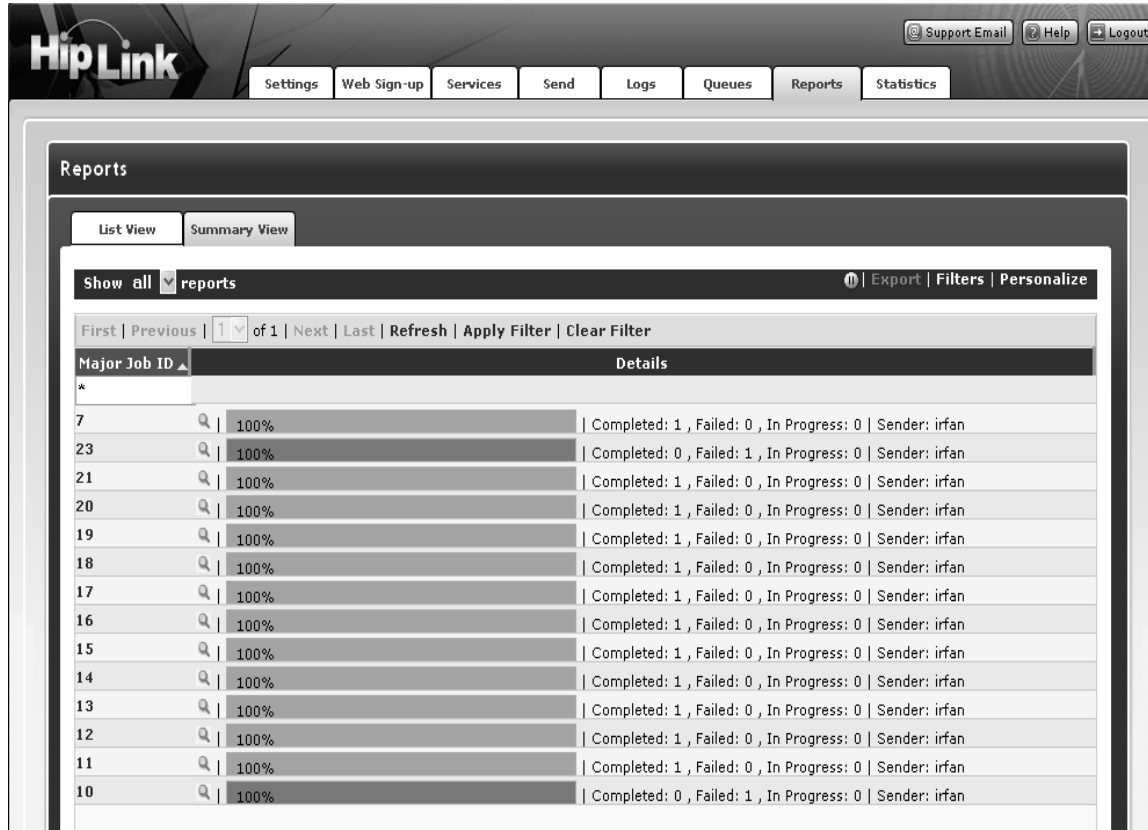 HipLink
Support Email Help Logout
Settings Web Sign-up Services Send Logs Queues Reports Statistics
Reports
List View Summary View
Show all reports | Export | Filters | Personalize
First | Previous | 1 of 1 | Next | Last | Refresh | Apply Filter | Clear Filter
Major Job ID Details
*
7 | 100% | Completed: 1 , Failed: 0 , In Progress: 0 | Sender: irfan
23 | 100% | Completed: 0 , Failed: 1 , In Progress: 0 | Sender: irfan
21 | 100% | Completed: 1 , Failed: 0 , In Progress: 0 | Sender: irfan
20 | 100% | Completed: 1 , Failed: 0 , In Progress: 0 | Sender: irfan
19 | 100% | Completed: 1 , Failed: 0 , In Progress: 0 | Sender: irfan
18 | 100% | Completed: 1 , Failed: 0 , In Progress: 0 | Sender: irfan
17 | 100% | Completed: 1 , Failed: 0 , In Progress: 0 | Sender: irfan
16 | 100% | Completed: 1 , Failed: 0 , In Progress: 0 | Sender: irfan
15 | 100% | Completed: 1 , Failed: 0 , In Progress: 0 | Sender: irfan
14 | 100% | Completed: 1 , Failed: 0 , In Progress: 0 | Sender: irfan
13 | 100% | Completed: 1 , Failed: 0 , In Progress: 0 | Sender: irfan
12 | 100% | Completed: 1 , Failed: 0 , In Progress: 0 | Sender: irfan
11 | 100% | Completed: 1 , Failed: 0 , In Progress: 0 | Sender: irfan
10 | 100% | Completed: 0 , Failed: 1 , In Progress: 0 | Sender: irfan